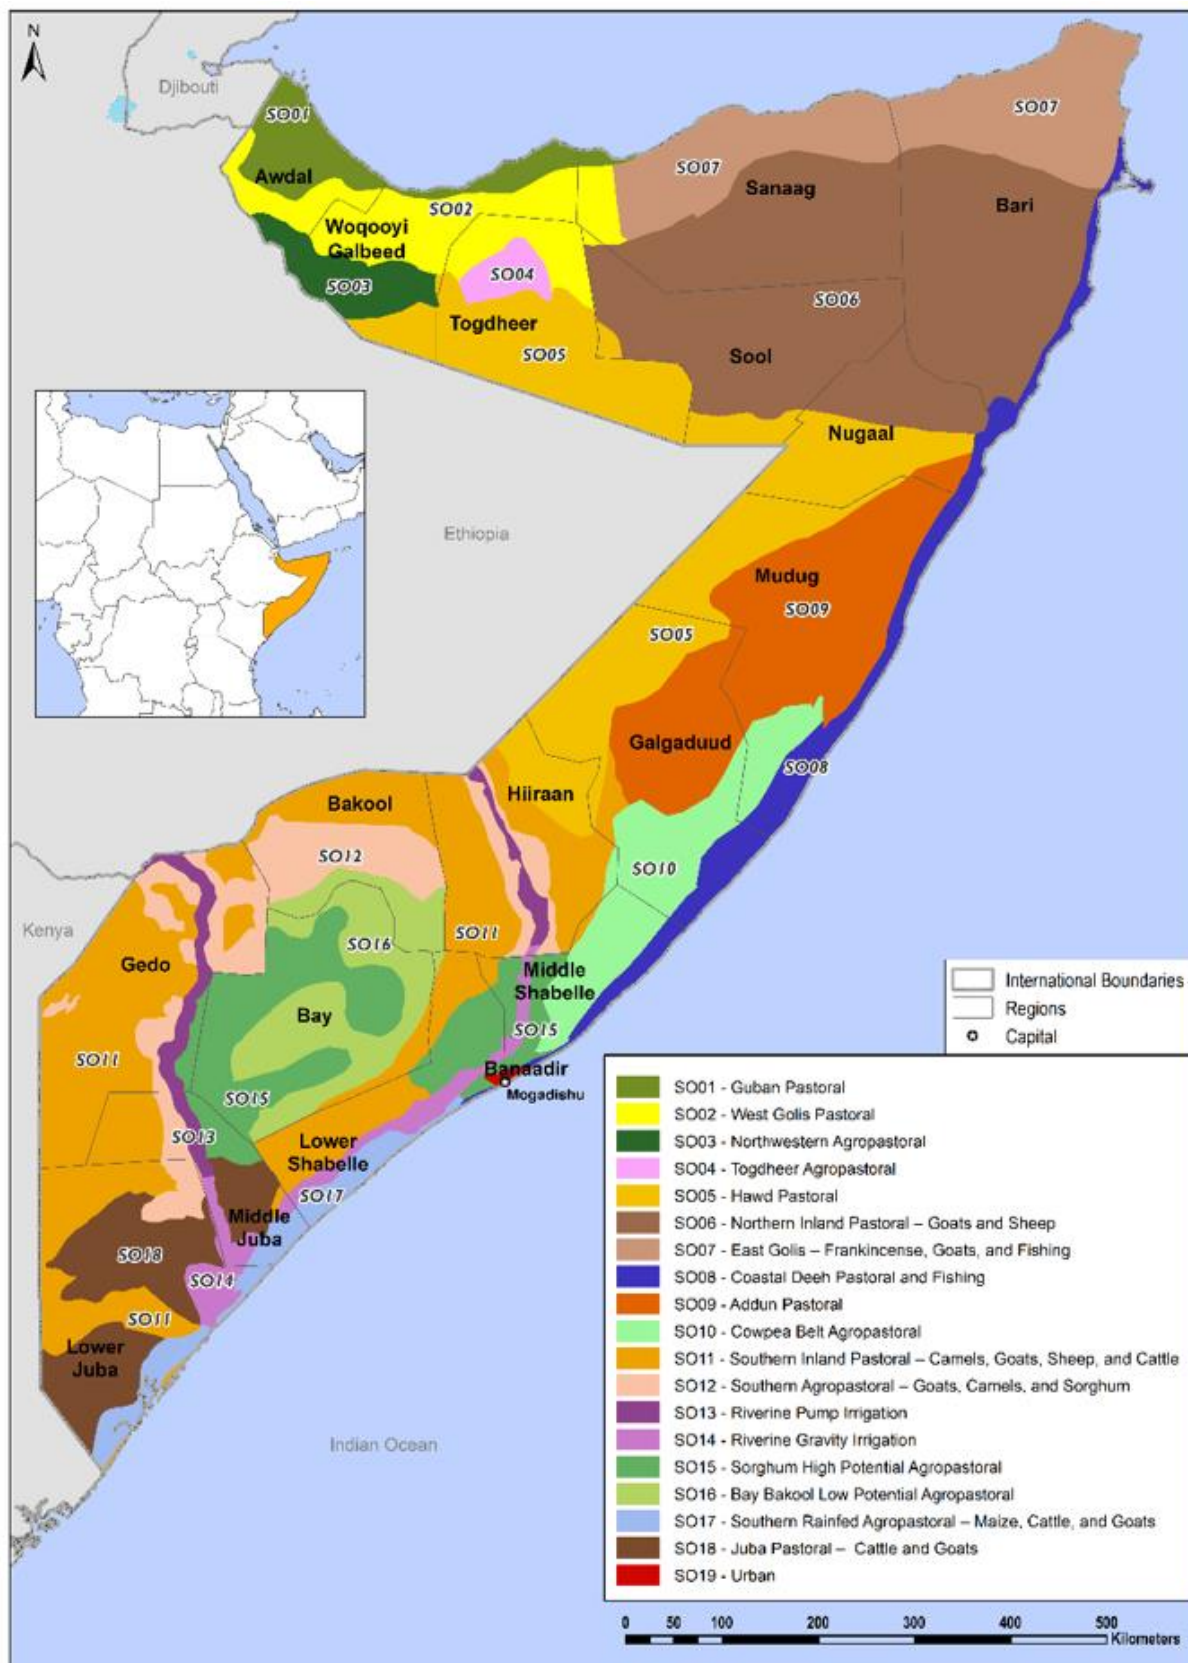 N
Djibouti
SO01
SO07
SO07
Awdal
Sanaag
SO02
Bari
Woqooyi
Galbeed
SO04
SO03
SO06
Togdheer
SO05
Sool
Nugaal
Ethiopia
Mudug
SO09
SO05
Galgaduud
SO08
Hiiraan
Bakool
SO12
SO10
Kenya
SO11
SO16
Gedo
Middle
Shabelle
Bay
SO15
SO11
Banaadir
Mogadishu
SO15
SO13
Lower
Shabelle
SO17
Middle
Juba
SO18
SO14
SO11
Lower
Juba
Indian Ocean
International Boundaries
Regions
Capital
SO01 - Guban Pastoral
SO02 - West Golis Pastoral
SO03 - Northwestern Agropastoral
SO04 - Togdheer Agropastoral
SO05 - Hawd Pastoral
SO06 - Northern Inland Pastoral – Goats and Sheep
SO07 - East Golis – Frankincense, Goats, and Fishing
SO08 - Coastal Deeh Pastoral and Fishing
SO09 - Addun Pastoral
SO10 - Cowpea Belt Agropastoral
SO11 - Southern Inland Pastoral – Camels, Goats, Sheep, and Cattle
SO12 - Southern Agropastoral – Goats, Camels, and Sorghum
SO13 - Riverine Pump Irrigation
SO14 - Riverine Gravity Irrigation
SO15 - Sorghum High Potential Agropastoral
SO16 - Bay Bakool Low Potential Agropastoral
SO17 - Southern Rainfed Agropastoral – Maize, Cattle, and Goats
SO18 - Juba Pastoral – Cattle and Goats
SO19 - Urban
0 50 100 200 300 400 500
Kilometers